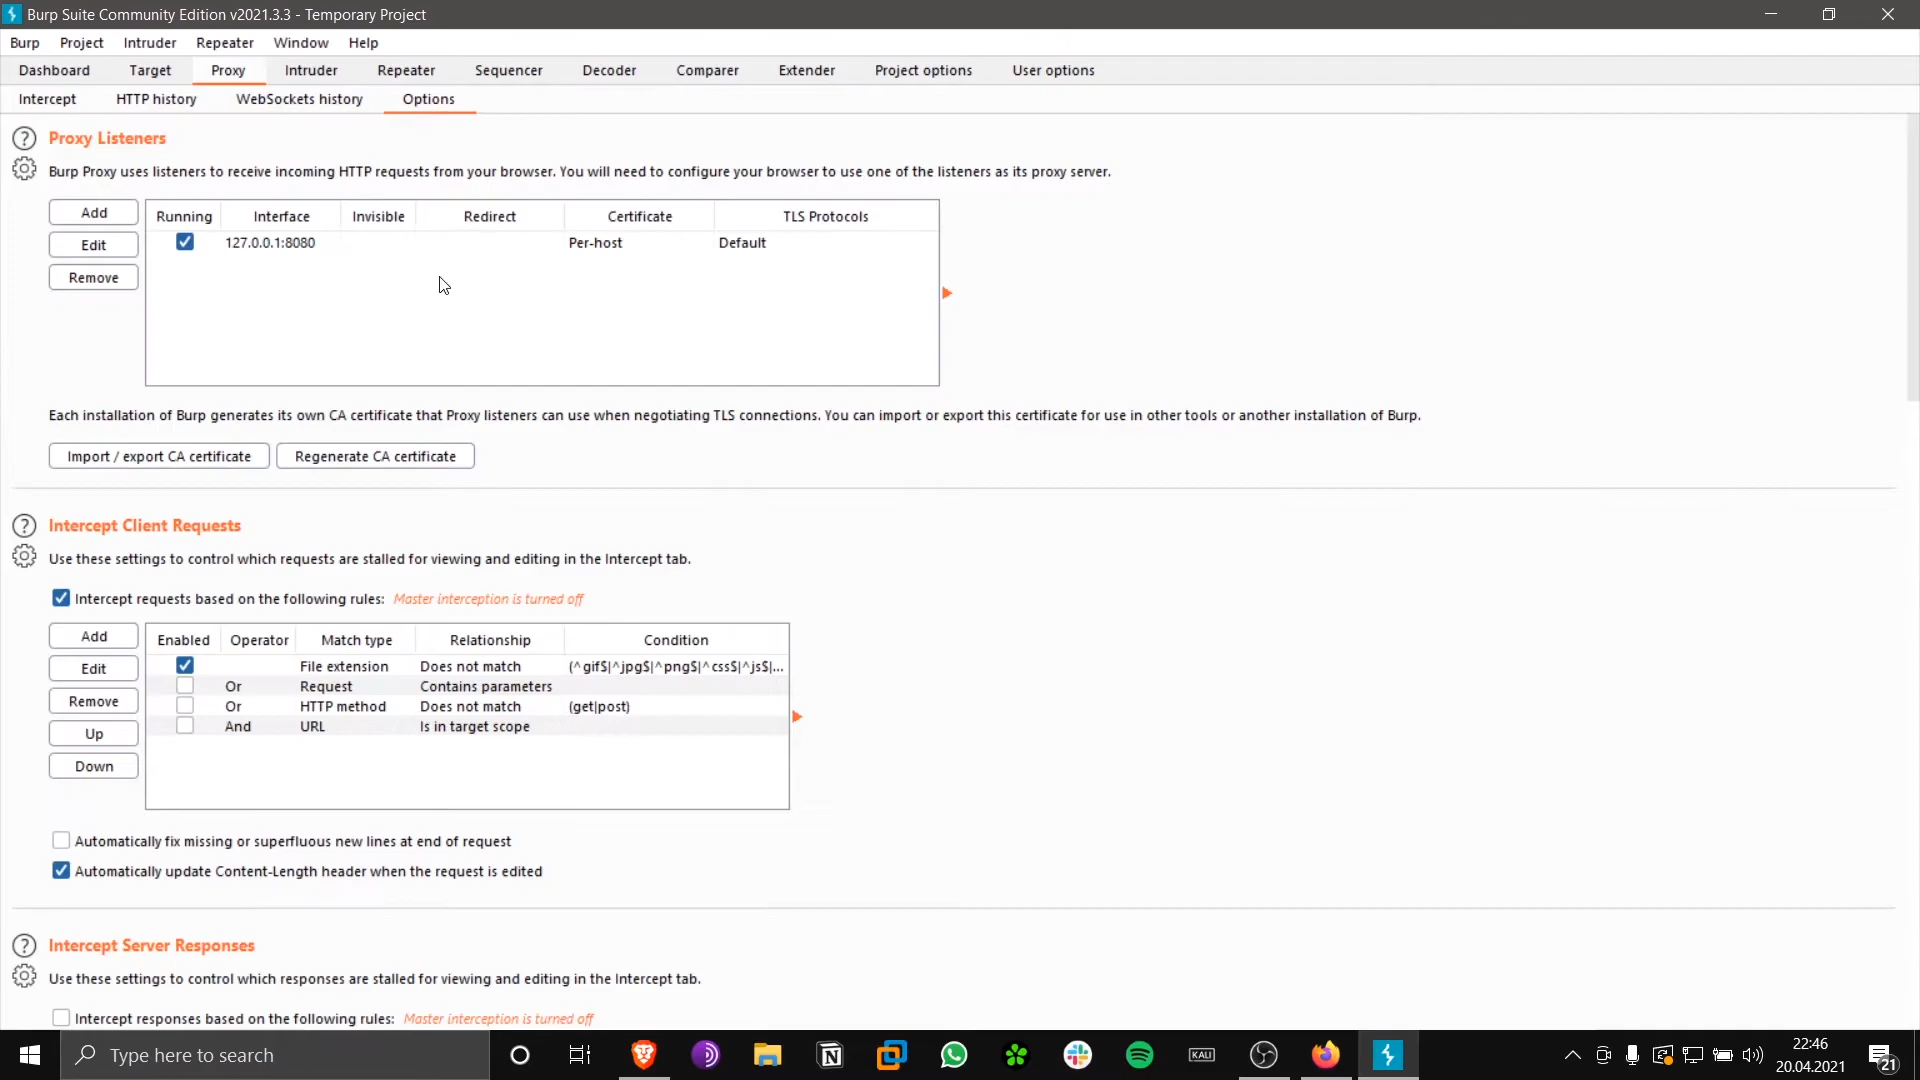 Burp Suite Community Edition v2021.3.3 - Temporary Project
Burp Project Intruder Repeater Window Help
Dashboard Target Proxy Intruder Repeater Sequencer Decoder Comparer Extender Project options User options
Intercept HTTP history WebSockets history Options
? Proxy Listeners
Burp Proxy uses listeners to receive incoming HTTP requests from your browser. You will need to configure your browser to use one of the listeners as its proxy server.
Add
Edit
Remove
Running Interface Invisible Redirect Certificate TLS Protocols
127.0.0.1:8080 Per-host Default
Each installation of Burp generates its own CA certificate that Proxy listeners can use when negotiating TLS connections. You can import or export this certificate for use in other tools or another installation of Burp.
Import / export CA certificate Regenerate CA certificate
? Intercept Client Requests
Use these settings to control which requests are stalled for viewing and editing in the Intercept tab.
Intercept requests based on the following rules: Master interception is turned off
Add
Edit
Remove
Up
Down
Enabled Operator Match type Relationship Condition
File extension Does not match (^gif$|^jpg$|^png$|^css$|^js$|...
Or Request Contains parameters
Or HTTP method Does not match (get|post)
And URL Is in target scope
Automatically fix missing or superfluous new lines at end of request
Automatically update Content-Length header when the request is edited
? Intercept Server Responses
Use these settings to control which responses are stalled for viewing and editing in the Intercept tab.
Intercept responses based on the following rules: Master interception is turned off
Type here to search
KALI
22:46
20.04.2021
21